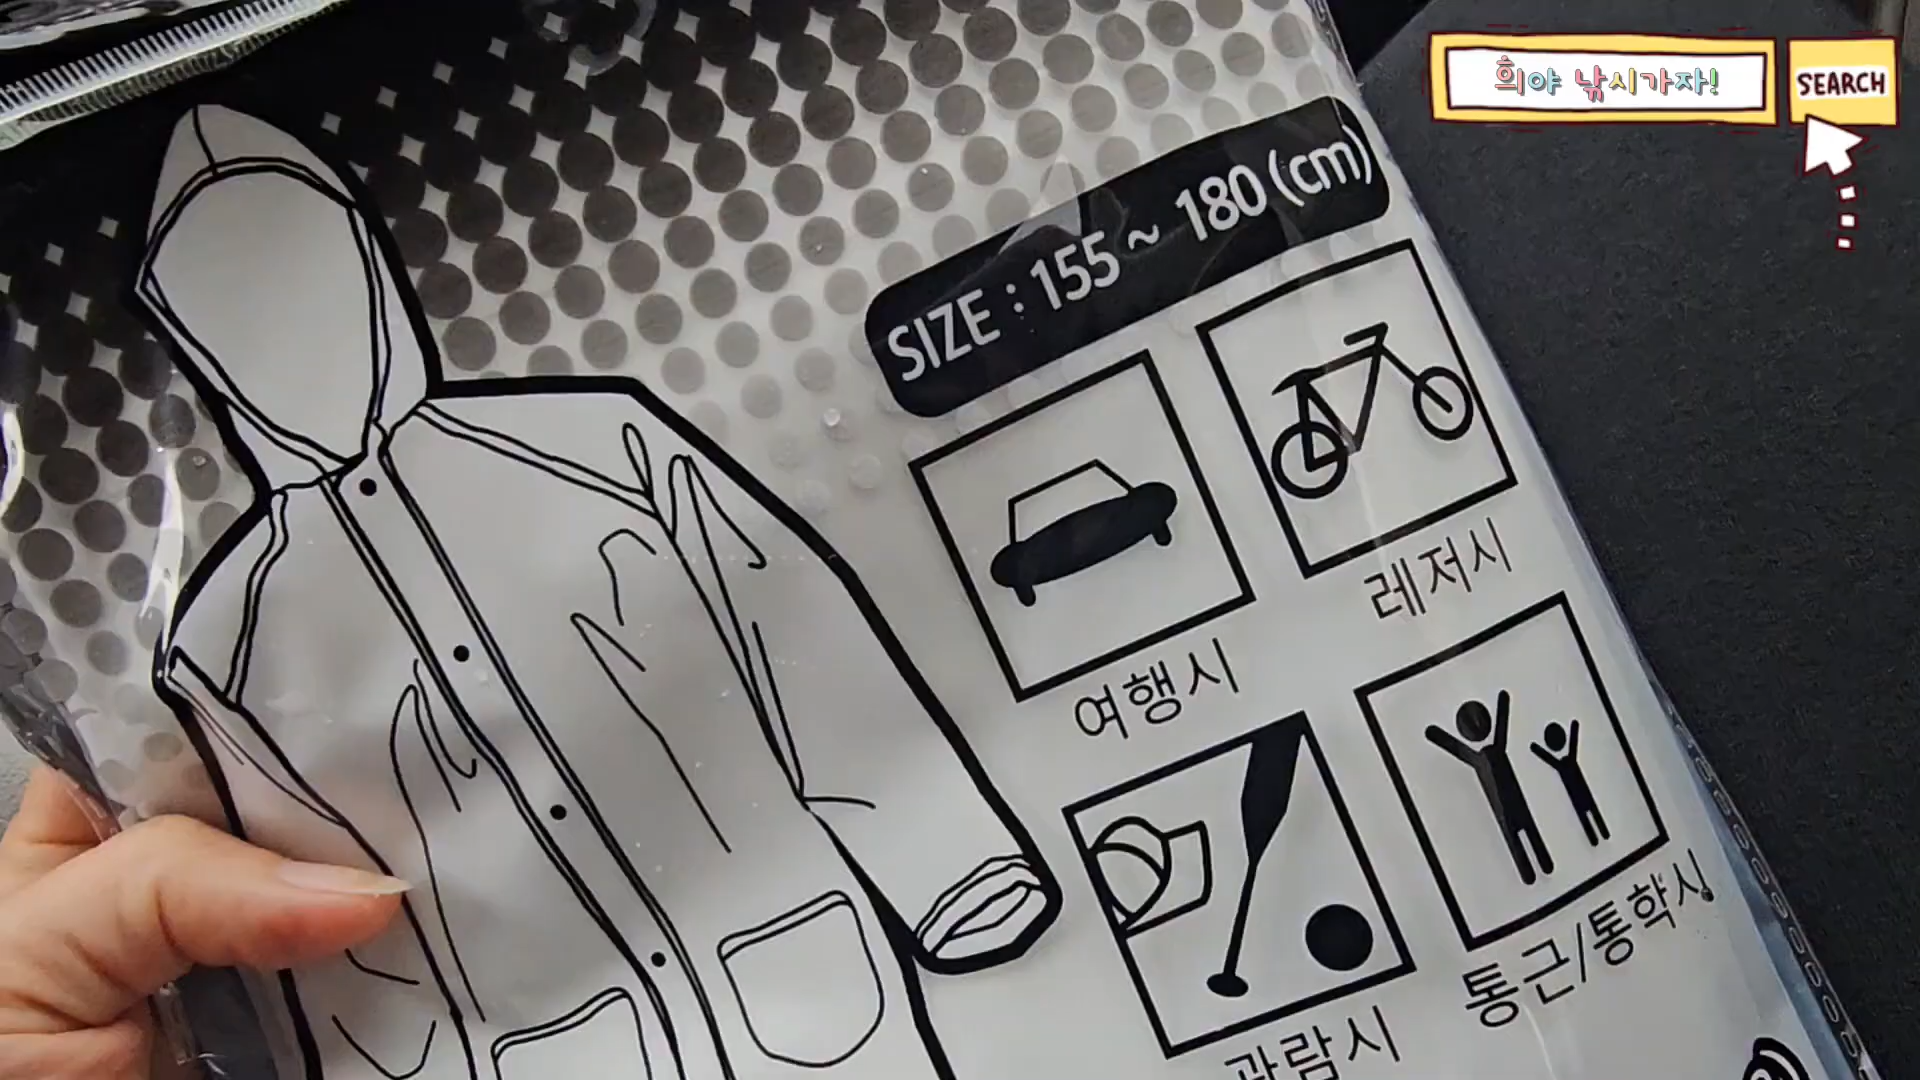 희야 낚시가자!
SEARCH
SIZE : 155 ~ 180 (cm)
여행시
레저시
관람시
통근/통학시